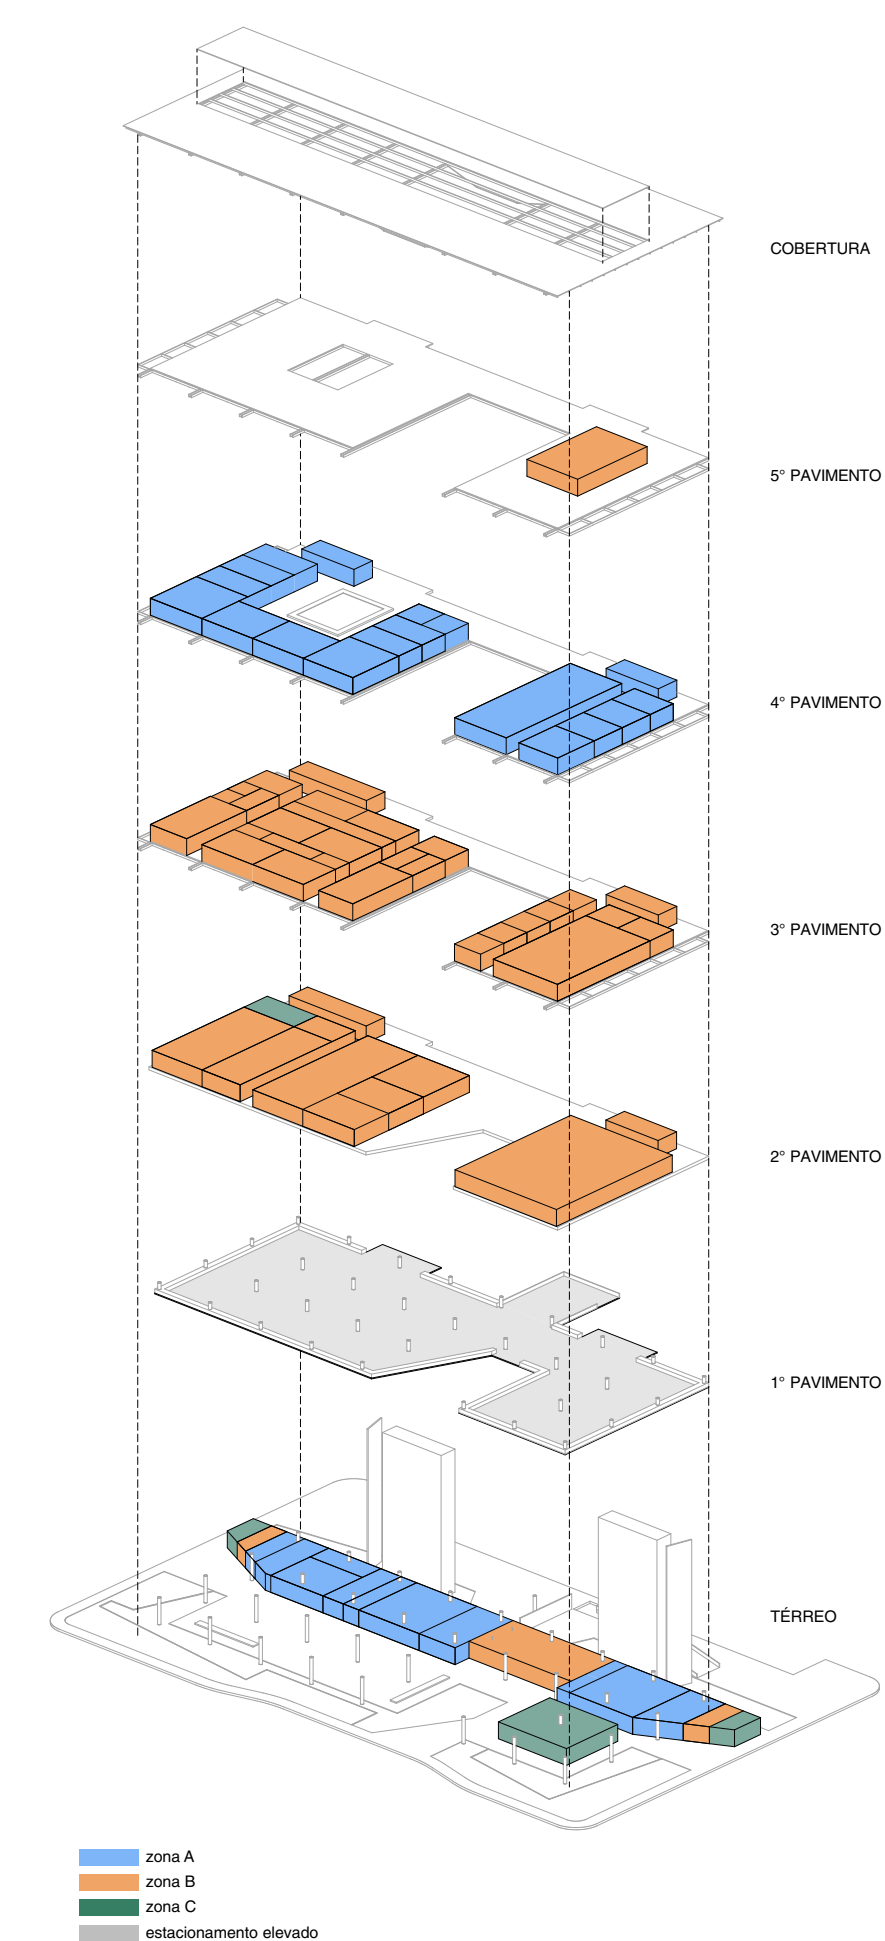 COBERTURA
5° PAVIMENTO
4° PAVIMENTO
3° PAVIMENTO
2° PAVIMENTO
1° PAVIMENTO
TÉRREO
zona A
zona B
zona C
estacionamento elevado